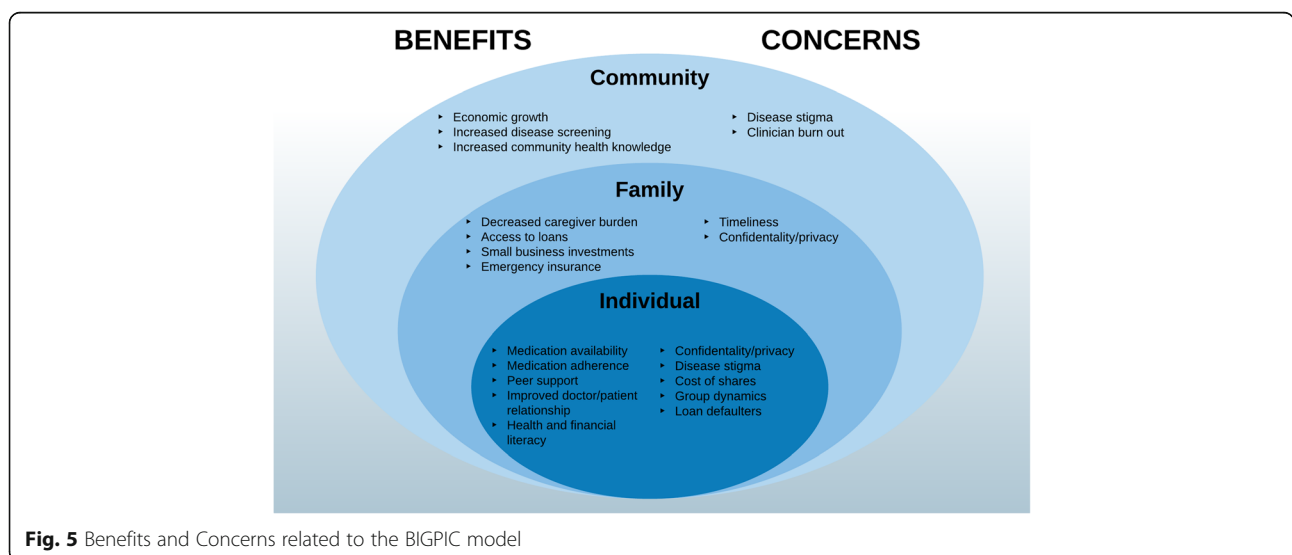 BENEFITS
CONCERNS
Community
‣ Economic growth
‣ Increased disease screening
‣ Increased community health knowledge
‣ Disease stigma
‣ Clinician burn out
Family
‣ Decreased caregiver burden
‣ Access to loans
‣ Small business investments
‣ Emergency insurance
‣ Timeliness
‣ Confidentality/privacy
Individual
‣ Medication availability
‣ Medication adherence
‣ Peer support
‣ Improved doctor/patient
relationship
‣ Health and financial
literacy
‣ Confidentality/privacy
‣ Disease stigma
‣ Cost of shares
‣ Group dynamics
‣ Loan defaulters
Fig. 5 Benefits and Concerns related to the BIGPIC model